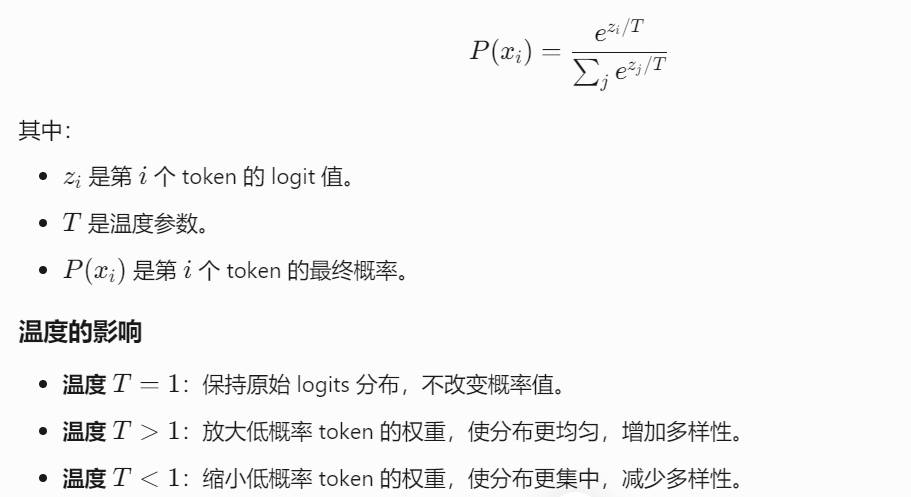 P(x_i) = \frac{e^{z_i/T}}{\sum_j e^{z_j/T}}
其中：
• z_i 是第 i 个 token 的 logit 值。
• T 是温度参数。
• P(x_i) 是第 i 个 token 的最终概率。
温度的影响
• 温度 T = 1：保持原始 logits 分布，不改变概率值。
• 温度 T > 1：放大低概率 token 的权重，使分布更均匀，增加多样性。
• 温度 T < 1：缩小低概率 token 的权重，使分布更集中，减少多样性。